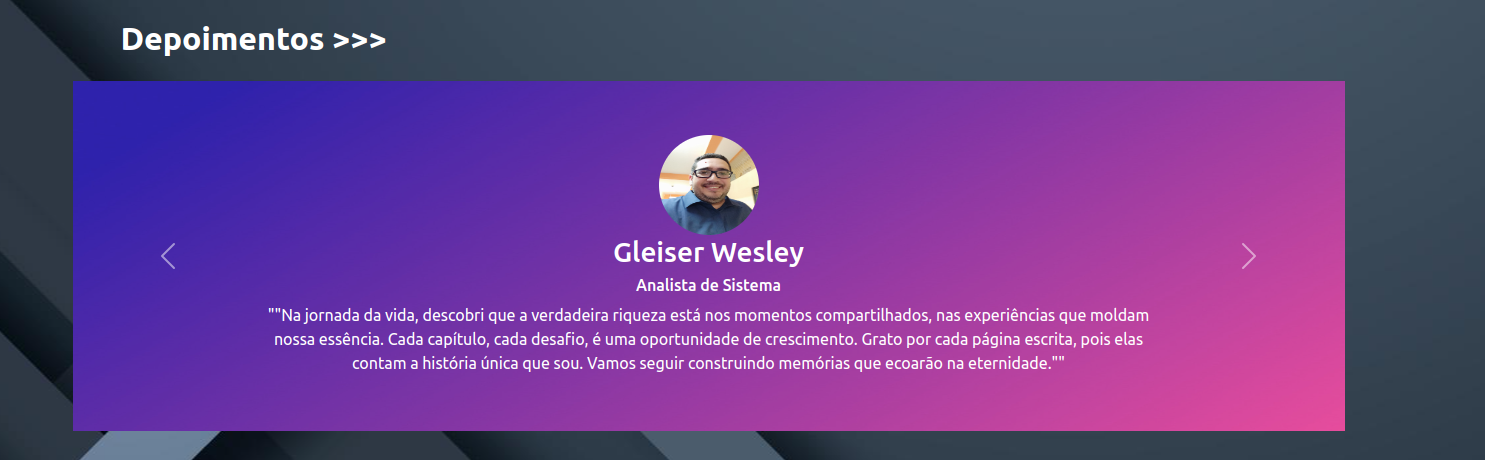 Depoimentos >>>
Gleiser Wesley
Analista de Sistema
""Na jornada da vida, descobri que a verdadeira riqueza está nos momentos compartilhados, nas experiências que moldam
nossa essência. Cada capítulo, cada desafio, é uma oportunidade de crescimento. Grato por cada página escrita, pois elas
contam a história única que sou. Vamos seguir construindo memórias que ecoarão na eternidade.""